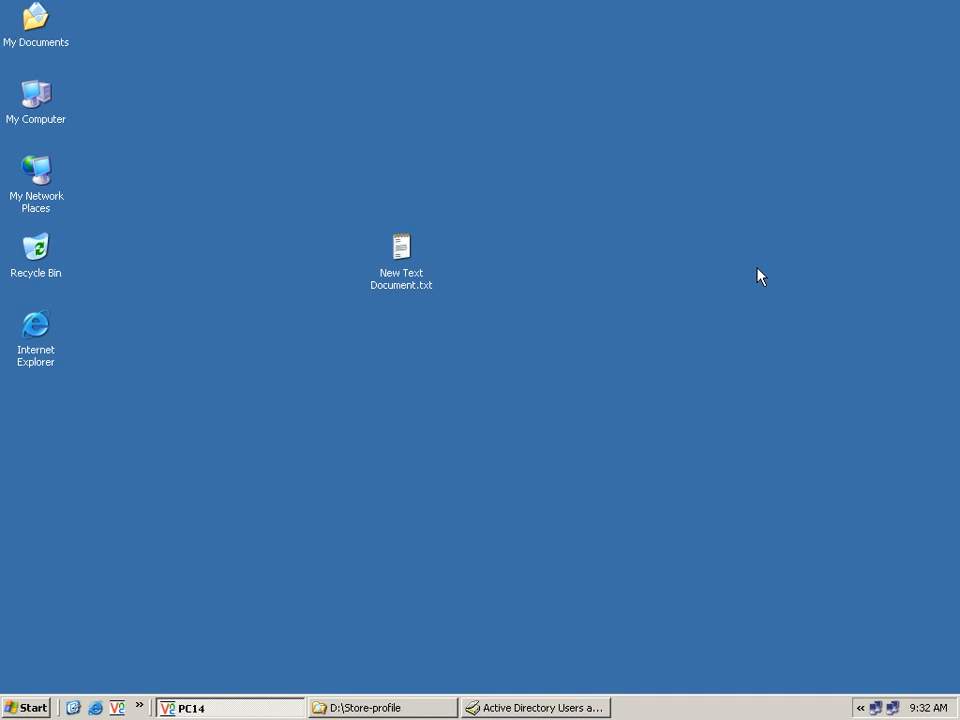 My Documents
My Computer
My Network
Places
Recycle Bin
Internet
Explorer
New Text
Document.txt
Start
PC14
D:\Store-profile
Active Directory Users a...
9:32 AM